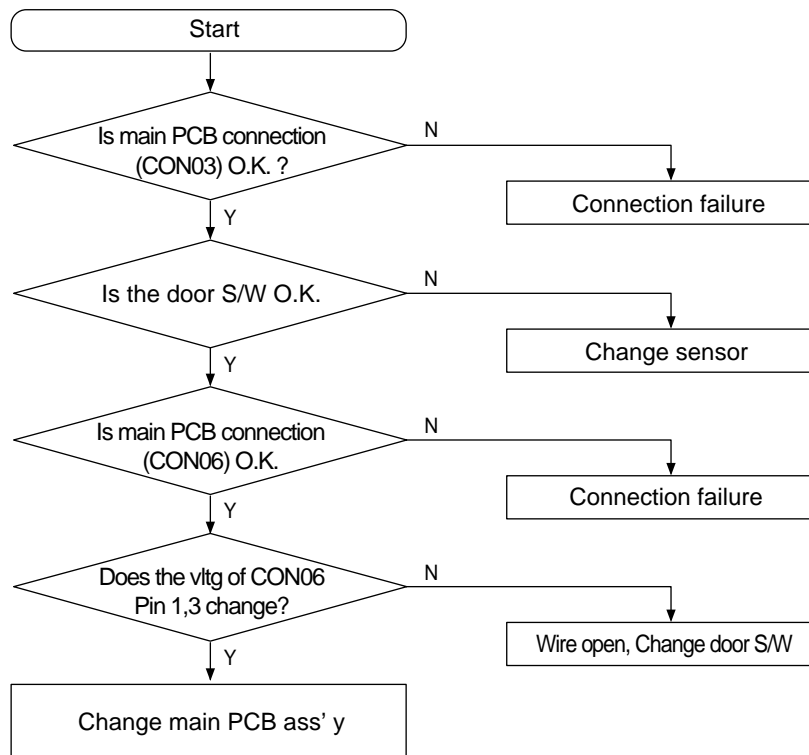 Start
Is main PCB connection
(CON03) O.K. ?
N
Connection failure
Y
Is the door S/W O.K.
N
Change sensor
Y
Is main PCB connection
(CON06) O.K.
N
Connection failure
Y
Does the vltg of CON06
Pin 1,3 change?
N
Wire open, Change door S/W
Y
Change main PCB ass' y